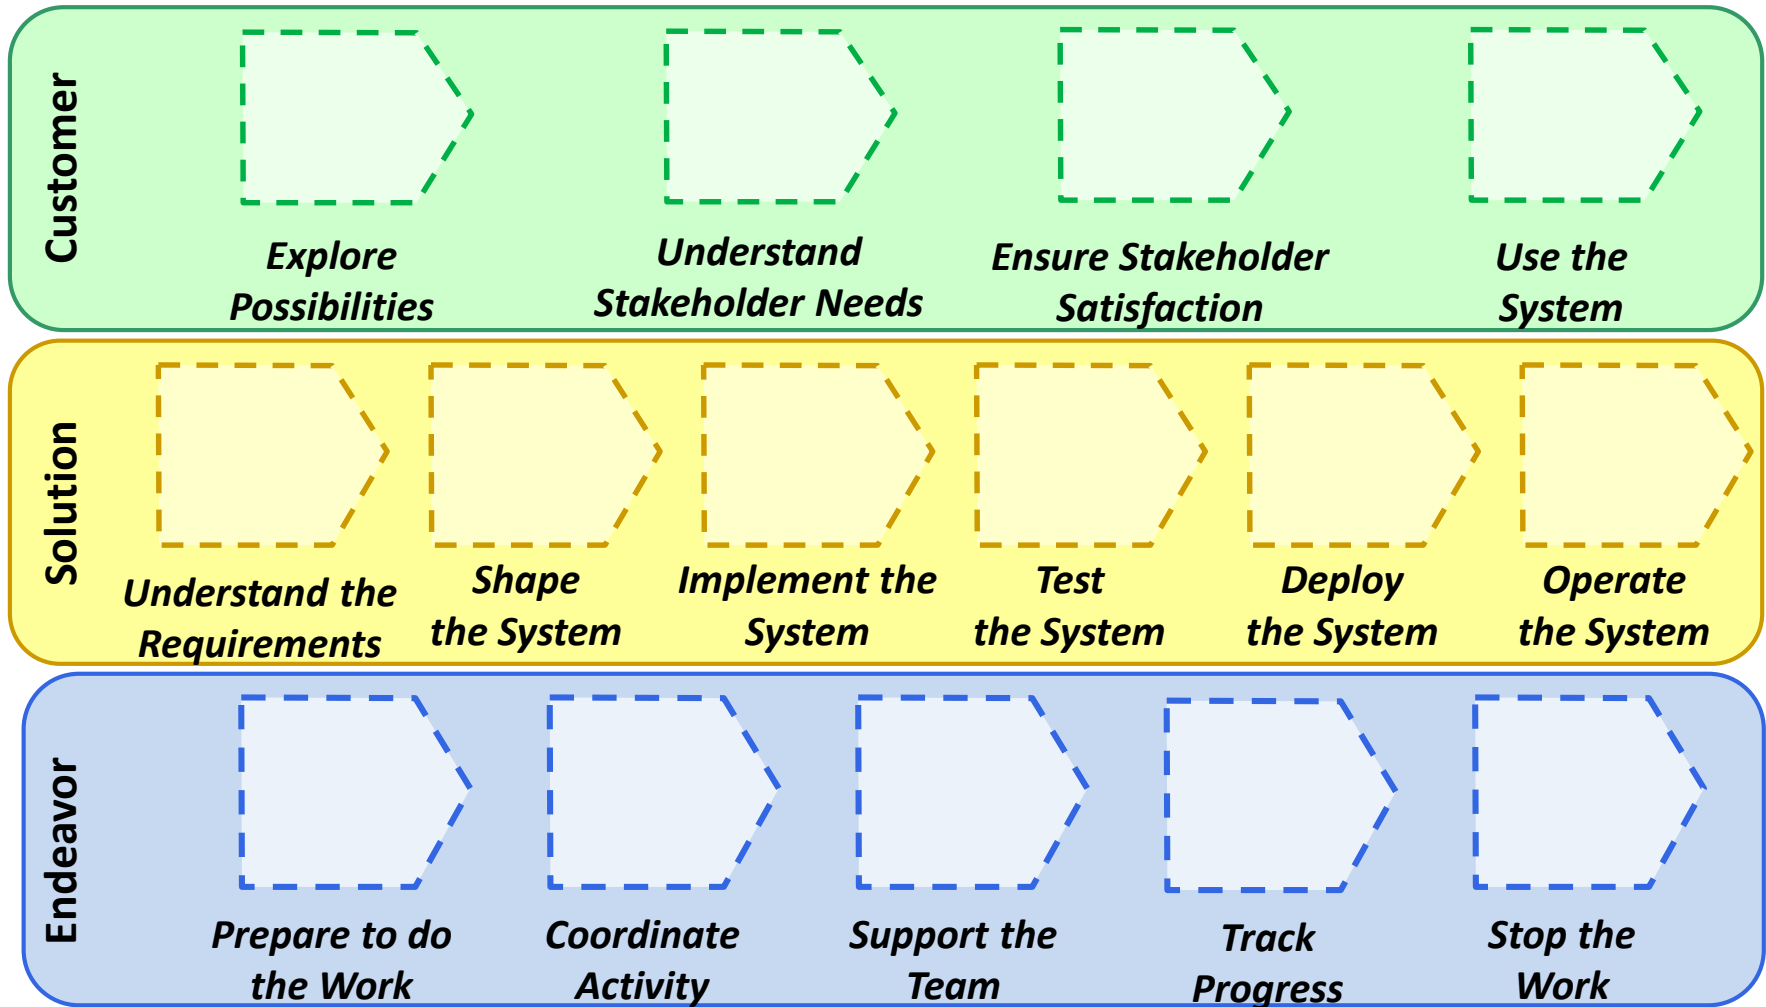 Customer
Explore
Possibilities
Understand
Stakeholder Needs
Ensure Stakeholder
Satisfaction
Use the
System
Solution
Understand the
Requirements
Shape
the System
Implement the
System
Test
the System
Deploy
the System
Operate
the System
Endeavor
Prepare to do
the Work
Coordinate
Activity
Support the
Team
Track
Progress
Stop the
Work